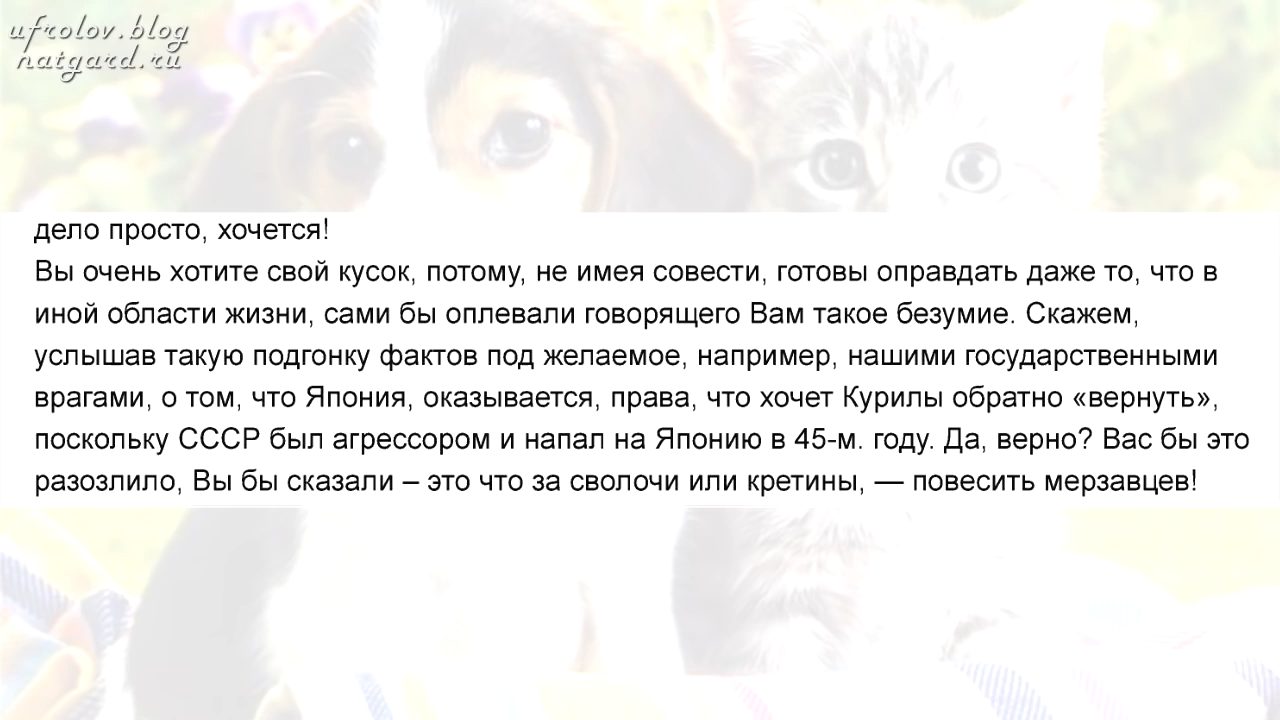 ufrolov.blog
natgard.ru
дело просто, хочется!
Вы очень хотите свой кусок, потому, не имея совести, готовы оправдать даже то, что в
иной области жизни, сами бы оплевали говорящего Вам такое безумие. Скажем,
услышав такую подгонку фактов под желаемое, например, нашими государственными
врагами, о том, что Япония, оказывается, права, что хочет Курилы обратно «вернуть»,
поскольку СССР был агрессором и напал на Японию в 45-м. году. Да, верно? Вас бы это
разозлило, Вы бы сказали – это что за сволочи или кретины, — повесить мерзавцев!